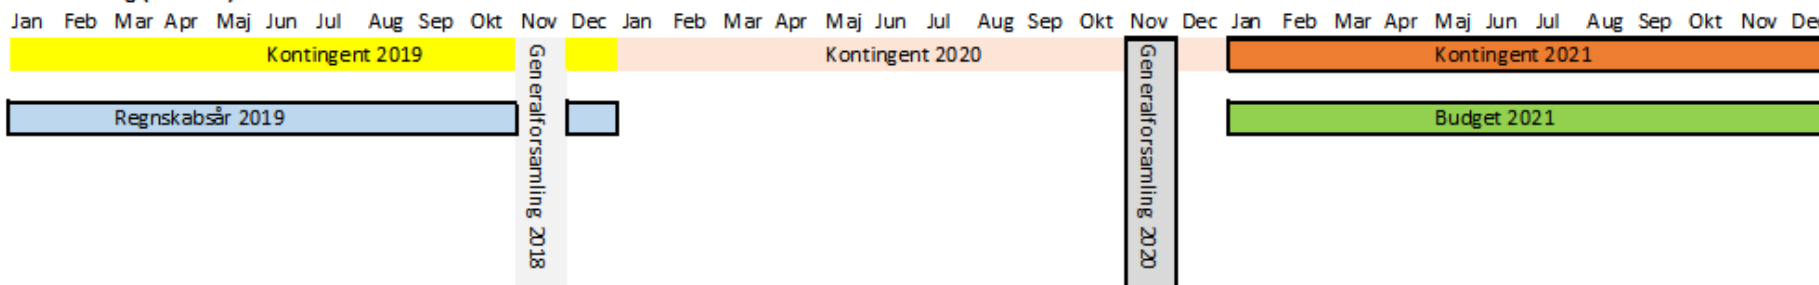 Jan Feb Mar Apr Maj Jun Jul Aug Sep Okt Nov Dec Jan Feb Mar Apr Maj Jun Jul Aug Sep Okt Nov Dec Jan Feb Mar Apr Maj Jun Jul Aug Sep Okt Nov Dec
Kontingent 2019 Kontingent 2020 Kontingent 2021
Regnskabsår 2019 Budget 2021
Generalforsamling 2018
Generalforsamling 2020